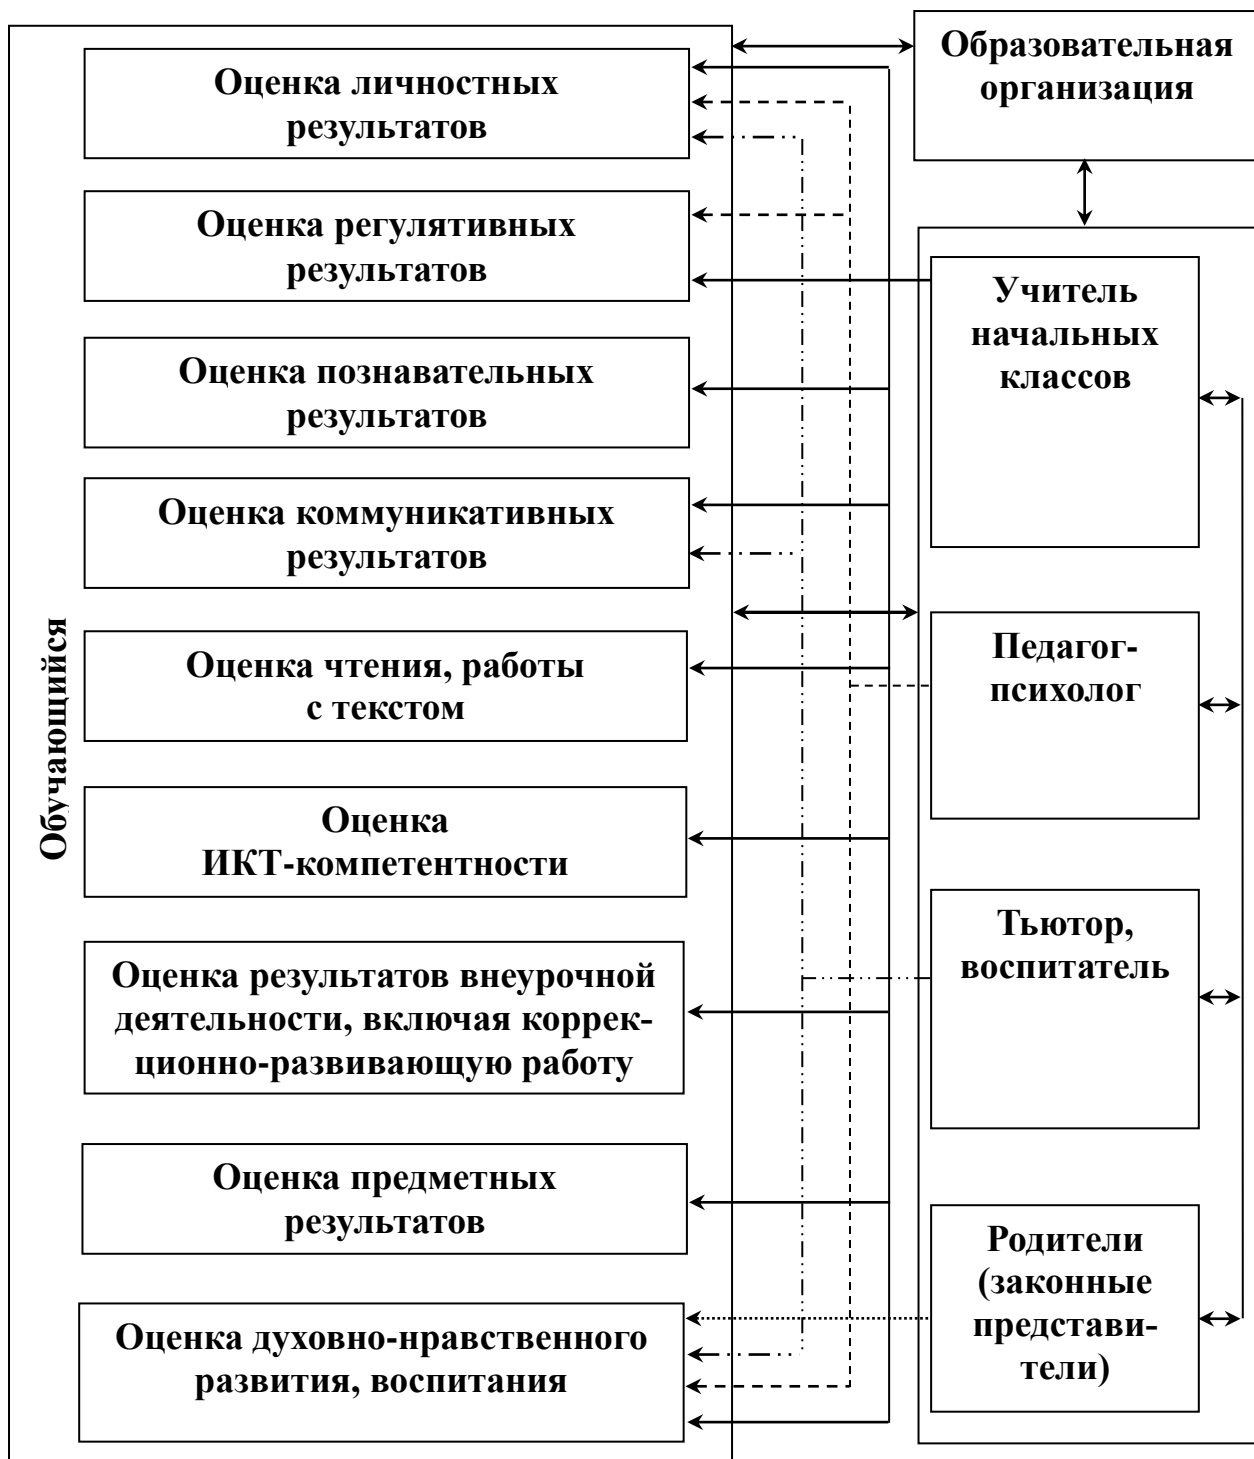 Обучающийся
Оценка личностных
результатов
Оценка регулятивных
результатов
Оценка познавательных
результатов
Оценка коммуникативных
результатов
Оценка чтения, работы
с текстом
Оценка
ИКТ-компетентности
Оценка результатов внеурочной
деятельности, включая коррек-
ционно-развивающую работу
Оценка предметных
результатов
Оценка духовно-нравственного
развития, воспитания
Образовательная
организация
Учитель
начальных
классов
Педагог-
психолог
Тьютор,
воспитатель
Родители
(законные
представи-
тели)